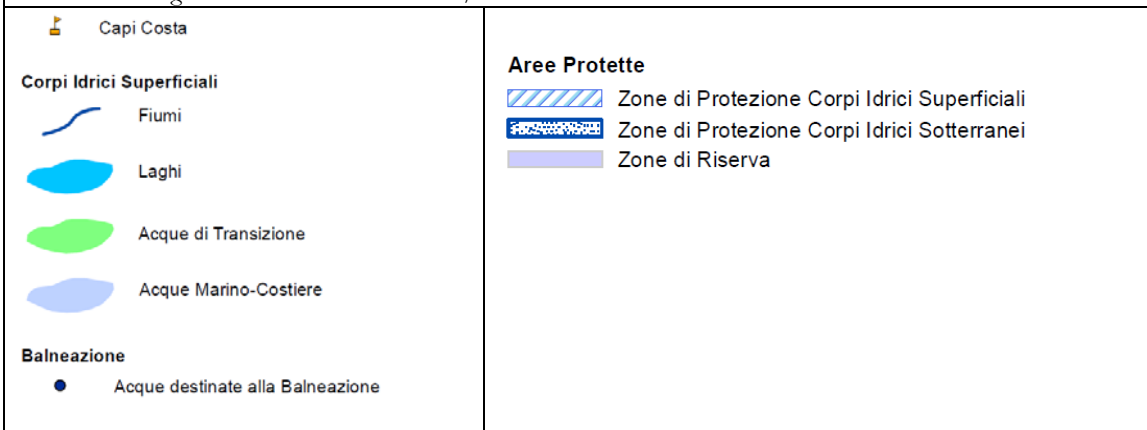 Capi Costa
Corpi Idrici Superficiali
Fiumi
Laghi
Acque di Transizione
Acque Marino-Costiere
Balneazione
Acque destinate alla Balneazione
Aree Protette
Zone di Protezione Corpi Idrici Superficiali
Zone di Protezione Corpi Idrici Sotterranei
Zone di Riserva